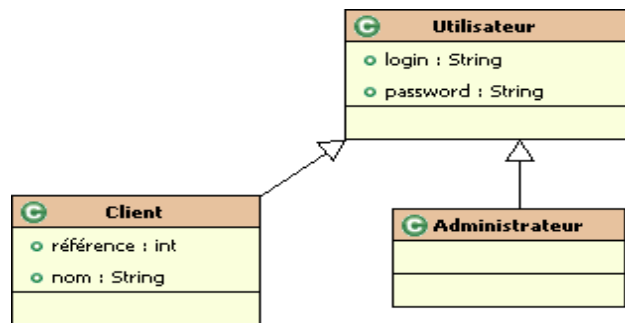 Utilisateur
login : String
password : String
Client
référence : int
nom : String
Administrateur